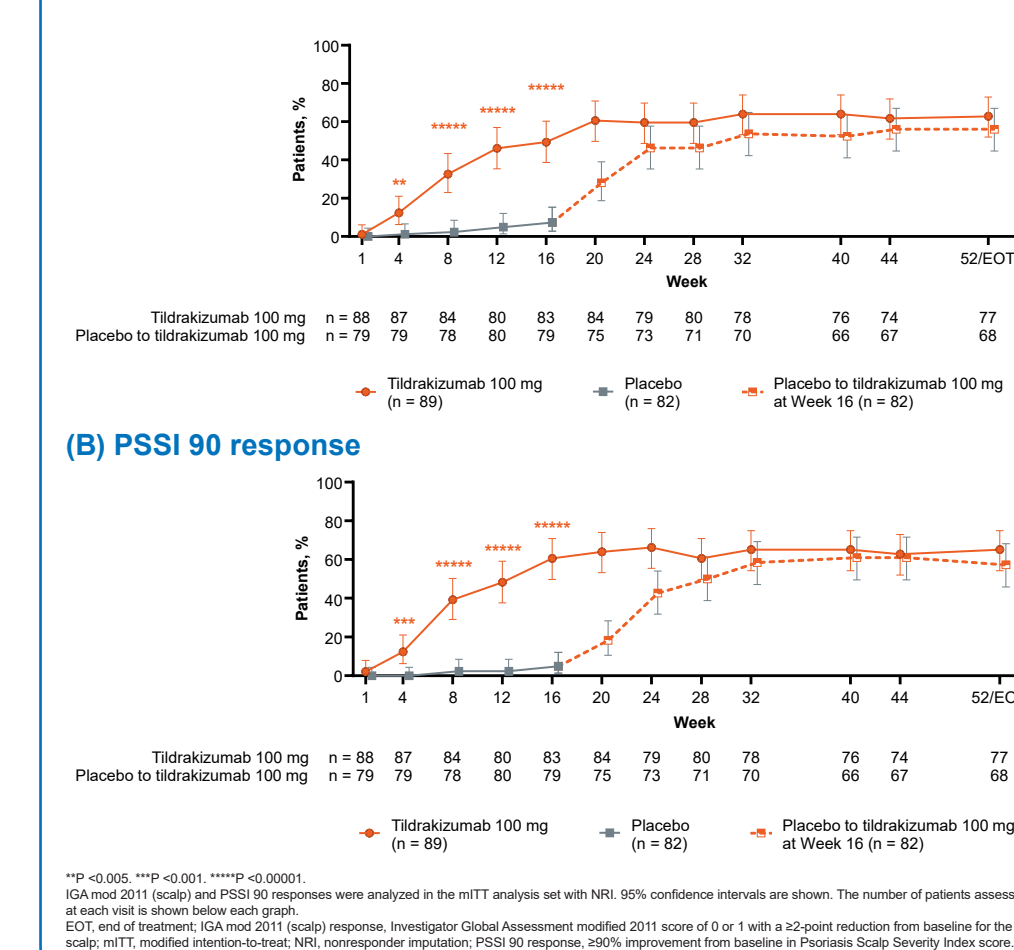 100
80
60
40
20
0
Patients, %
**
*****
*****
*****
1 4 8 12 16 20 24 28 32 40 44 52/EOT
Week
Tildrakizumab 100 mg n = 88 87 84 80 83 84 79 80 78 76 74 77
Placebo to tildrakizumab 100 mg n = 79 79 78 80 79 75 73 71 70 66 67 68
Tildrakizumab 100 mg
(n = 89)
Placebo
(n = 82)
Placebo to tildrakizumab 100 mg
at Week 16 (n = 82)
(B) PSSI 90 response
100
80
60
40
20
0
Patients, %
***
*****
*****
*****
1 4 8 12 16 20 24 28 32 40 44 52/EO
Week
Tildrakizumab 100 mg n = 88 87 84 80 83 84 79 80 78 76 74 77
Placebo to tildrakizumab 100 mg n = 79 79 78 80 79 75 73 71 70 66 67 68
Tildrakizumab 100 mg
(n = 89)
Placebo
(n = 82)
Placebo to tildrakizumab 100 mg
at Week 16 (n = 82)
**P <0.005. ***P <0.001. *****P <0.00001.
IGA mod 2011 (scalp) and PSSI 90 responses were analyzed in the mITT analysis set with NRI. 95% confidence intervals are shown. The number of patients assess
at each visit is shown below each graph.
EOT, end of treatment; IGA mod 2011 (scalp) response, Investigator Global Assessment modified 2011 score of 0 or 1 with a ≥2-point reduction from baseline for the
scalp; mITT, modified intention-to-treat; NRI, nonresponder imputation; PSSI 90 response, ≥90% improvement from baseline in Psoriasis Scalp Severity Index score.